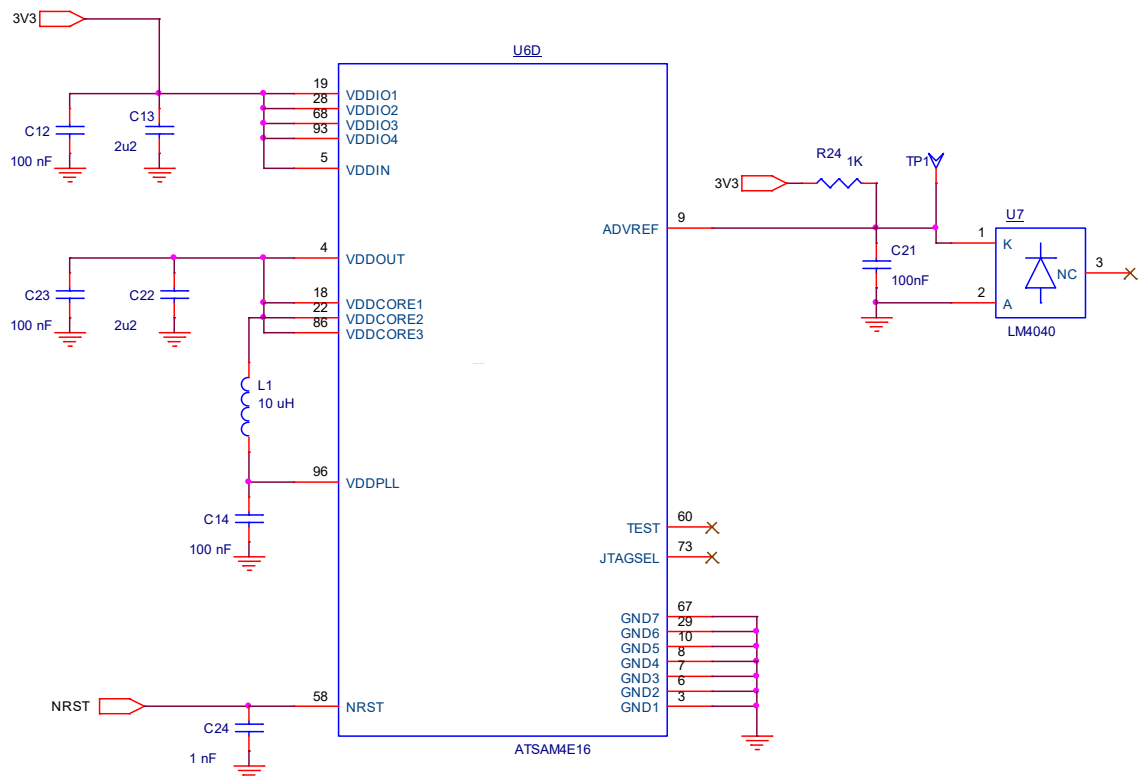 3V3
U6D
C12
100 nF
C13
2u2
19
28
68
93
5
VDDIO1
VDDIO2
VDDIO3
VDDIO4
VDDIN
C23
100 nF
C22
2u2
4
18
22
86
VDDOUT
VDDCORE1
VDDCORE2
VDDCORE3
L1
10 uH
96
VDDPLL
C14
100 nF
NRST
58
NRST
C24
1 nF
ATSAM4E16
ADVREF
9
3V3
R24
1K
TP1
C21
100nF
U7
1
K
2
A
NC
3
LM4040
TEST
60
JTAGSEL
73
GND7
67
GND6
29
GND5
10
GND4
8
GND3
7
GND2
6
GND1
3